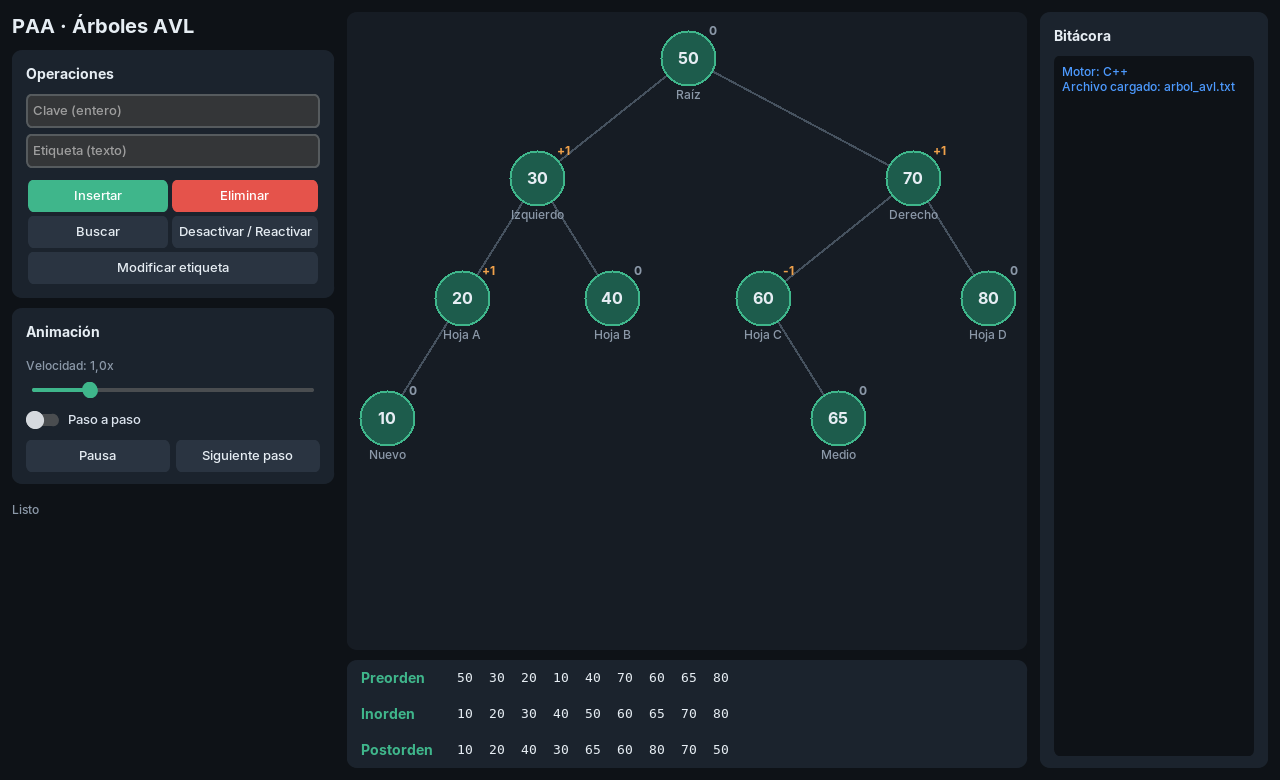 PAA · Árboles AVL
Operaciones
Clave (entero)
Etiqueta (texto)
Insertar
Eliminar
Buscar
Desactivar / Reactivar
Modificar etiqueta
Animación
Velocidad: 1,0x
Paso a paso
Pausa
Siguiente paso
Listo
0
50
Raíz
+1
30
Izquierdo
+1
70
Derecho
+1
20
Hoja A
0
40
Hoja B
-1
60
Hoja C
0
80
Hoja D
0
10
Nuevo
0
65
Medio
Preorden 50 30 20 10 40 70 60 65 80
Inorden 10 20 30 40 50 60 65 70 80
Postorden 10 20 40 30 65 60 80 70 50
Bitácora
Motor: C++
Archivo cargado: arbol_avl.txt